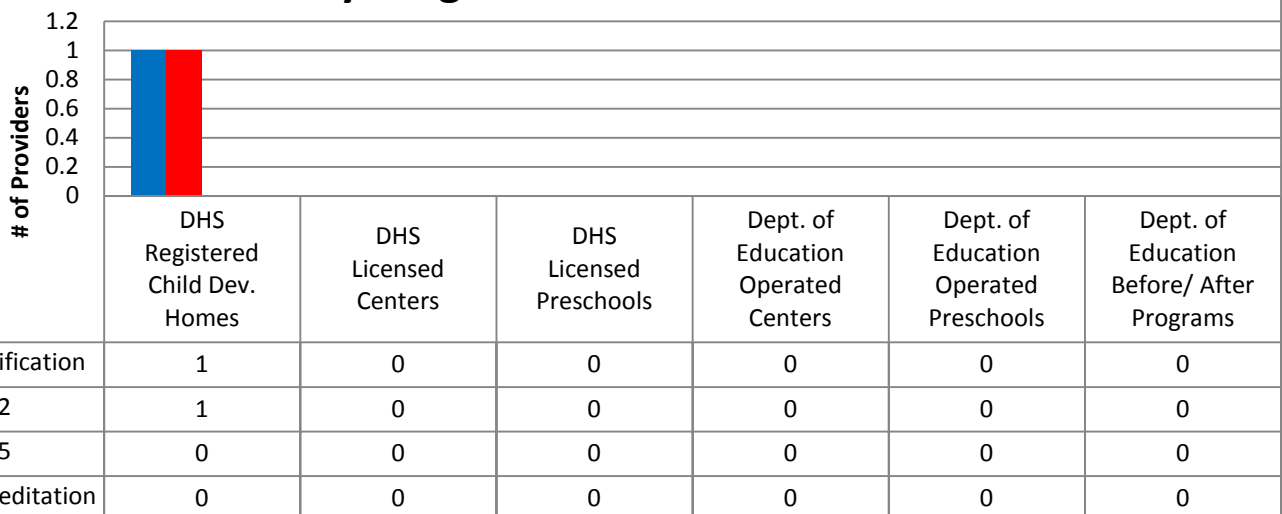 1.2
1
0.8
0.6
0.4
0.2
0
# of Providers
DHS
Registered
Child Dev.
Homes
DHS
Licensed
Centers
DHS
Licensed
Preschools
Dept. of
Education
Operated
Centers
Dept. of
Education
Operated
Preschools
Dept. of
Education
Before/ After
Programs
ification 1 0 0 0 0 0
2 1 0 0 0 0 0
5 0 0 0 0 0 0
editation 0 0 0 0 0 0